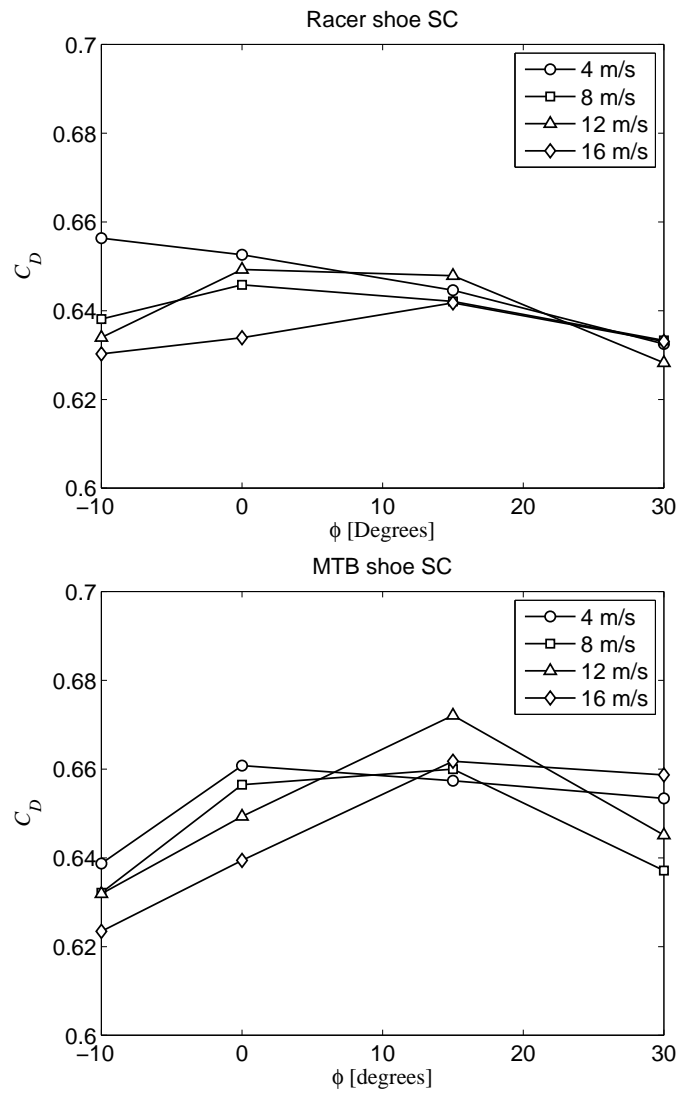 Racer shoe SC
0.7
4 m/s
8 m/s
12 m/s
16 m/s
0.68
0.66
C_D
0.64
0.62
0.6
−10 0 10 20 30
ϕ [Degrees]
MTB shoe SC
0.7
4 m/s
8 m/s
12 m/s
16 m/s
0.68
0.66
C_D
0.64
0.62
0.6
−10 0 10 20 30
ϕ [degrees]